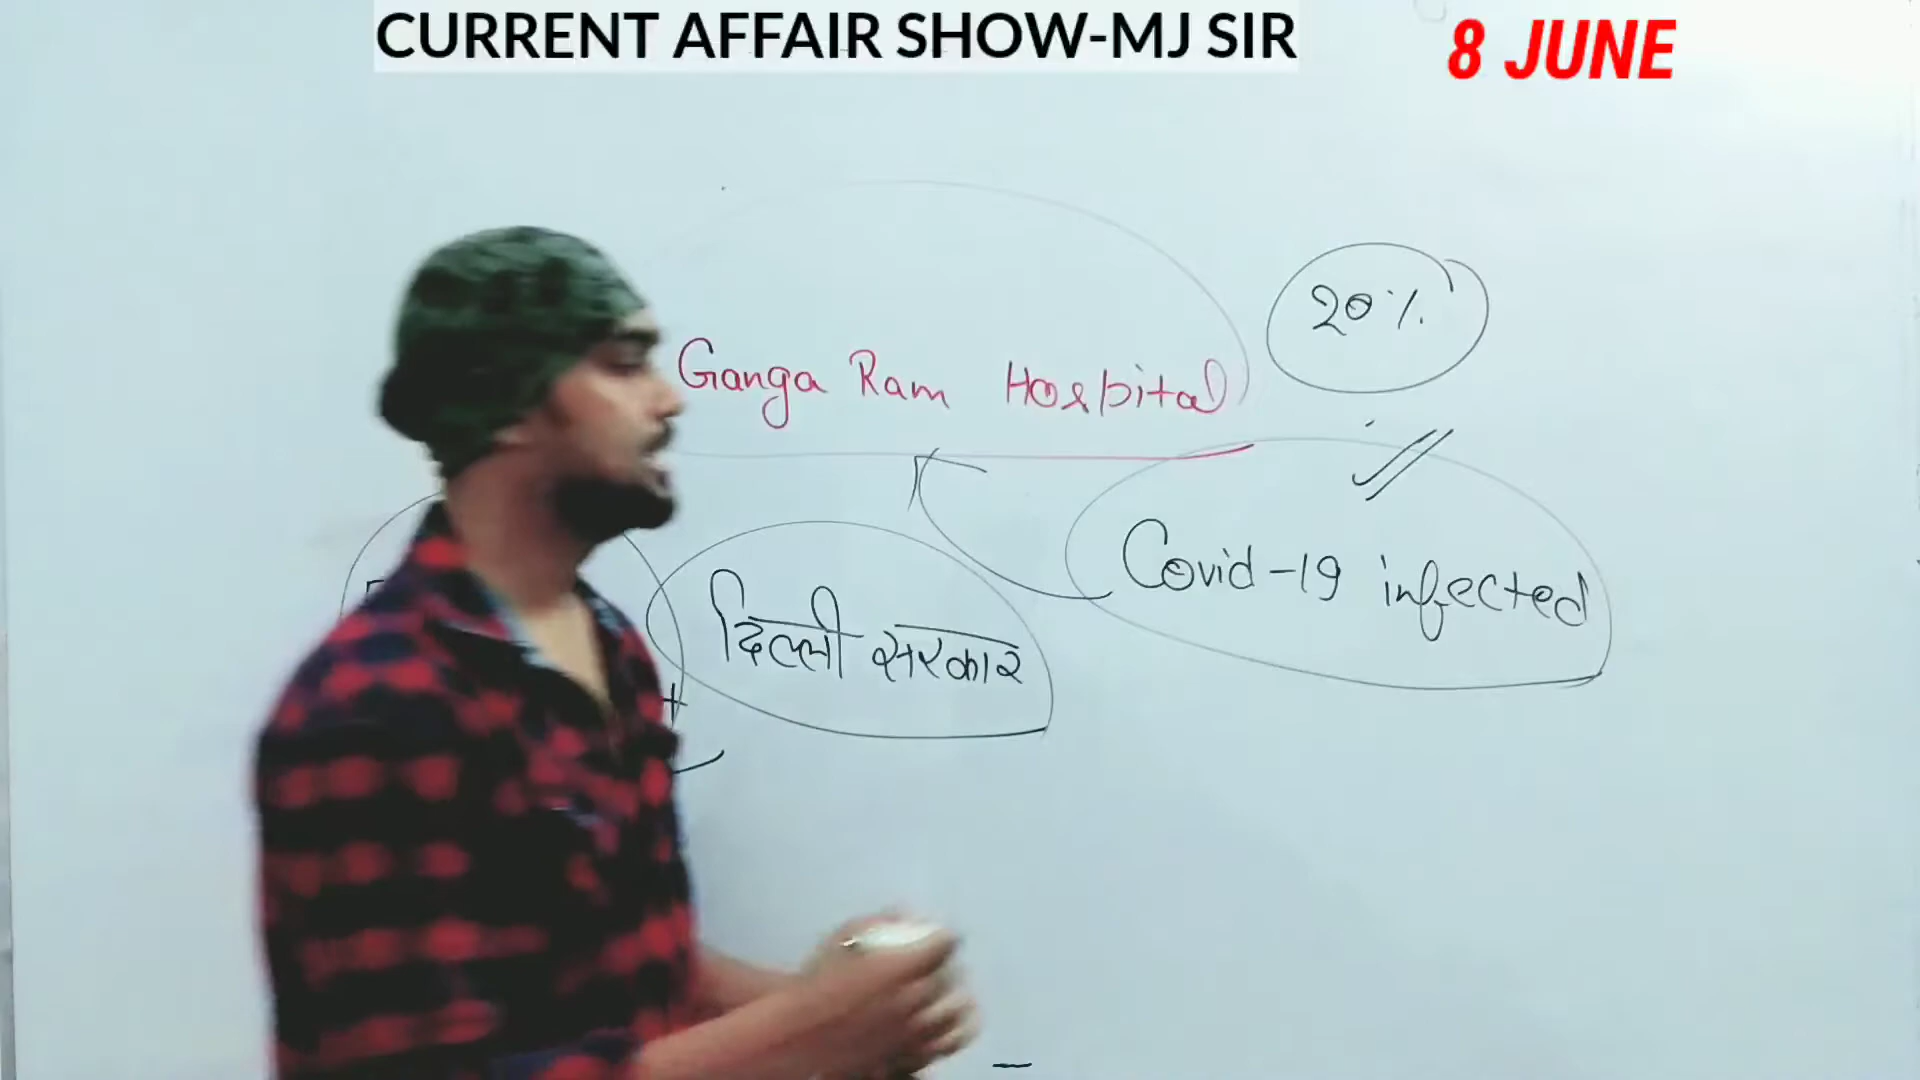 CURRENT AFFAIR SHOW-MJ SIR
8 JUNE
20%
Ganga Ram Hospital
Covid-19 infected
दिल्ली सरकार